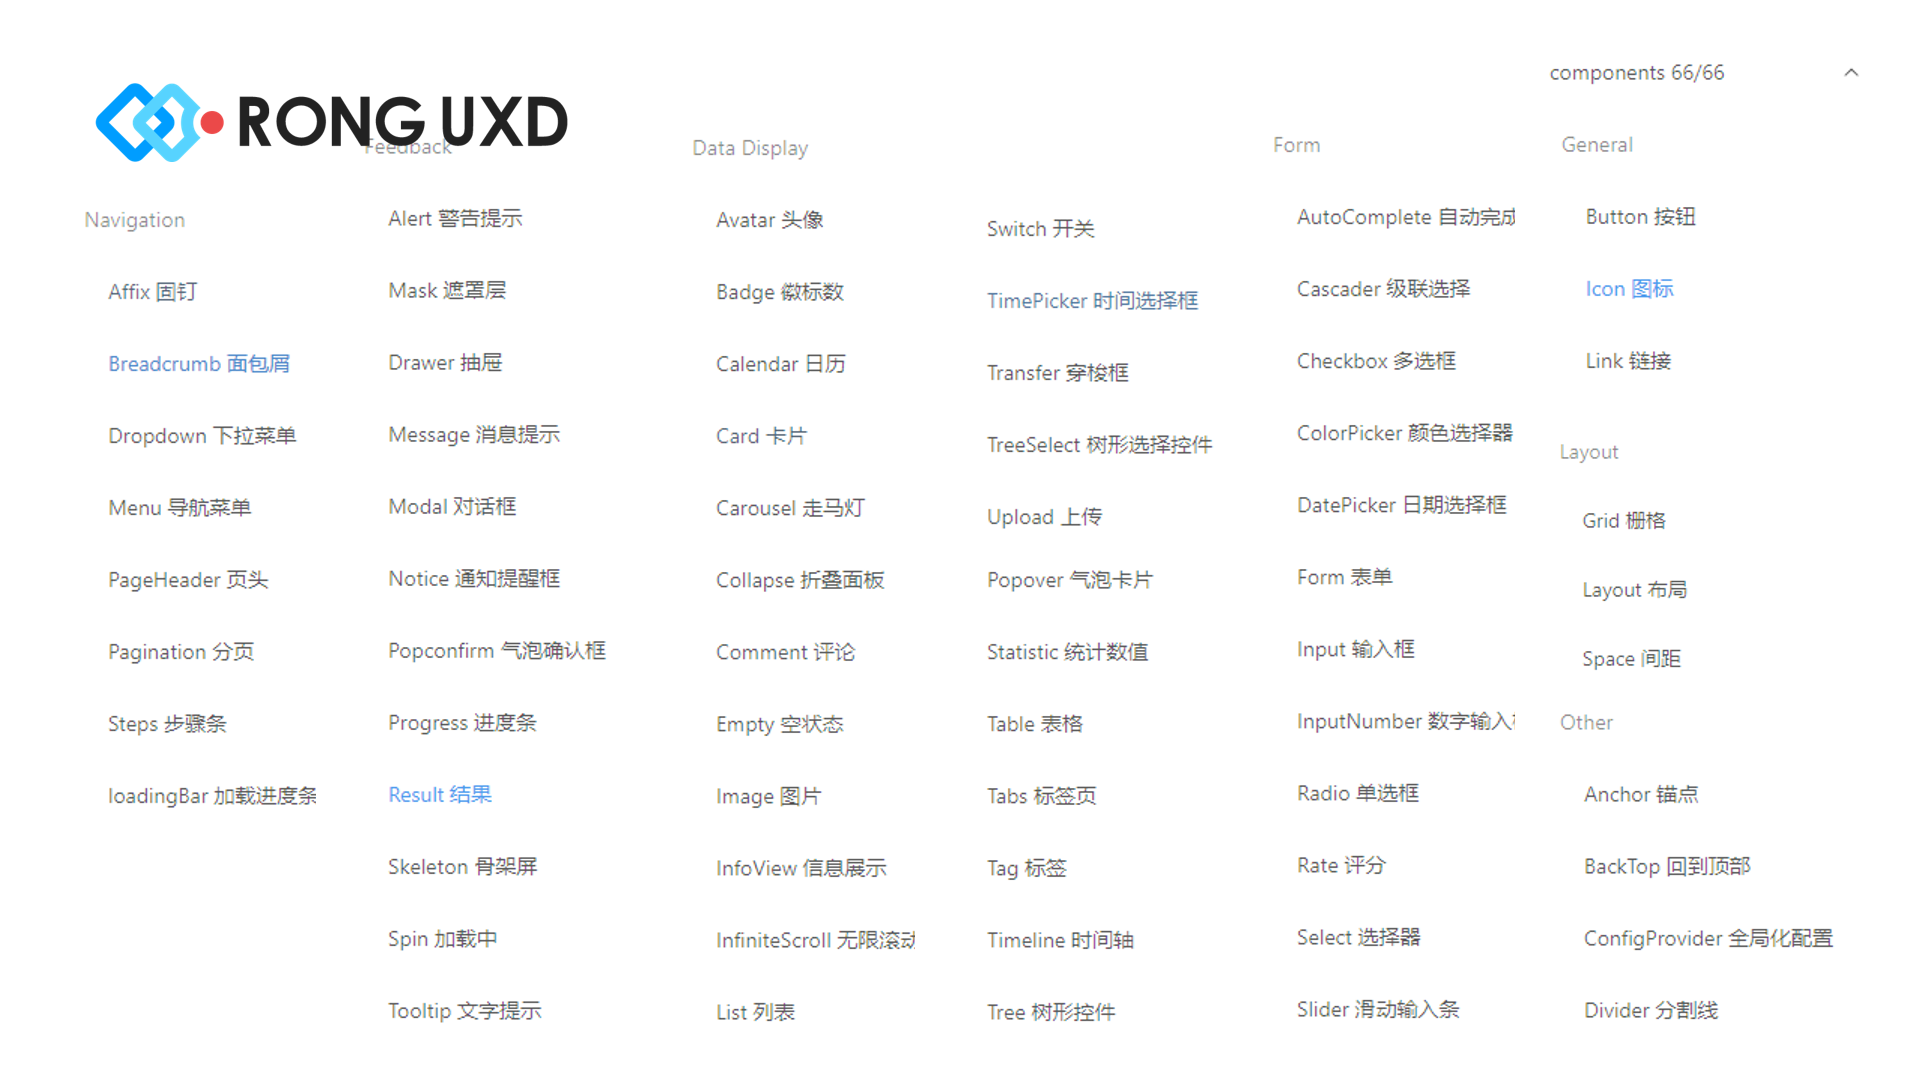 components 66/66
RONG UXD
Navigation
Affix 固钉
Breadcrumb 面包屑
Dropdown 下拉菜单
Menu 导航菜单
PageHeader 页头
Pagination 分页
Steps 步骤条
loadingBar 加载进度条
Feedback
Alert 警告提示
Mask 遮罩层
Drawer 抽屉
Message 消息提示
Modal 对话框
Notice 通知提醒框
Popconfirm 气泡确认框
Progress 进度条
Result 结果
Skeleton 骨架屏
Spin 加载中
Tooltip 文字提示
Data Display
Avatar 头像
Badge 徽标数
Calendar 日历
Card 卡片
Carousel 走马灯
Collapse 折叠面板
Comment 评论
Empty 空状态
Image 图片
InfoView 信息展示
InfiniteScroll 无限滚动
List 列表
Switch 开关
TimePicker 时间选择框
Transfer 穿梭框
TreeSelect 树形选择控件
Upload 上传
Popover 气泡卡片
Statistic 统计数值
Table 表格
Tabs 标签页
Tag 标签
Timeline 时间轴
Tree 树形控件
Form
AutoComplete 自动完成
Cascader 级联选择
Checkbox 多选框
ColorPicker 颜色选择器
DatePicker 日期选择框
Form 表单
Input 输入框
InputNumber 数字输入
Radio 单选框
Rate 评分
Select 选择器
Slider 滑动输入条
General
Button 按钮
Icon 图标
Link 链接
Layout
Grid 栅格
Layout 布局
Space 间距
Other
Anchor 锚点
BackTop 回到顶部
ConfigProvider 全局化配置
Divider 分割线